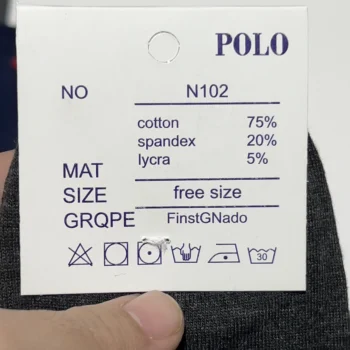 POLO
NO N102
cotton 75%
spandex 20%
lycra 5%
MAT
SIZE free size
GRQPE FinstGNado
30